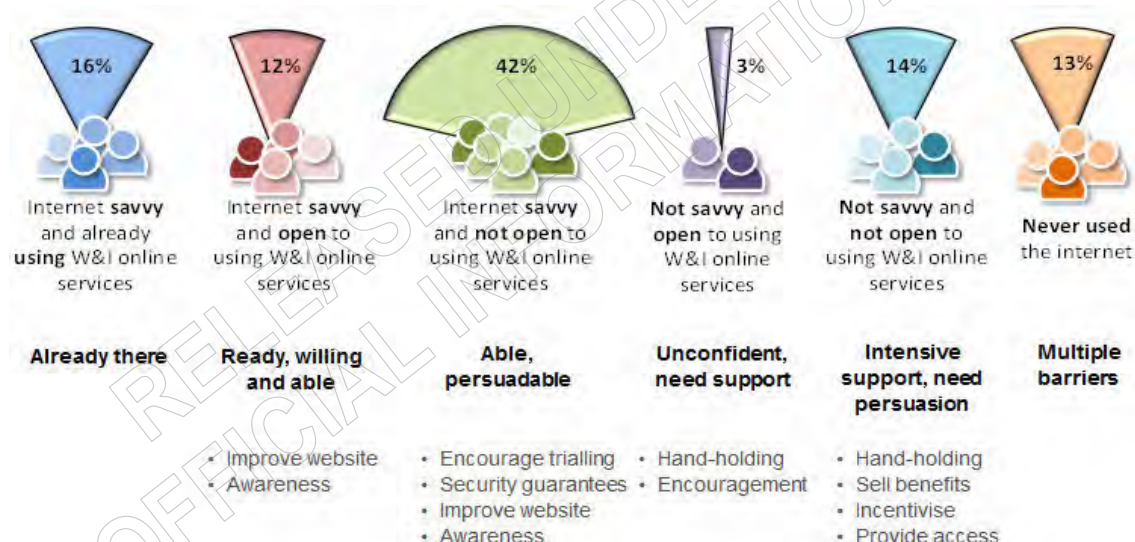 16%
12%
42%
3%
14%
13%
Internet savvy
and already
using W&I online
services
Internet savvy
and open to
using W&I online
services
Internet savvy
and not open to
using W&I online
services
Not savvy and
open to using
W&I online
services
Not savvy and
not open to
using W&I online
services
Never used
the internet
Already there
Ready, willing
and able
Able,
persuadable
Unconfident,
need support
Intensive
support, need
persuasion
Multiple
barriers
• Improve website
• Awareness
• Encourage trialling
• Security guarantees
• Improve website
• Awareness
• Hand-holding
• Encouragement
• Hand-holding
• Sell benefits
• Incentivise
• Provide access
RELEASED UNDE
OFFICIAL INFORMATION